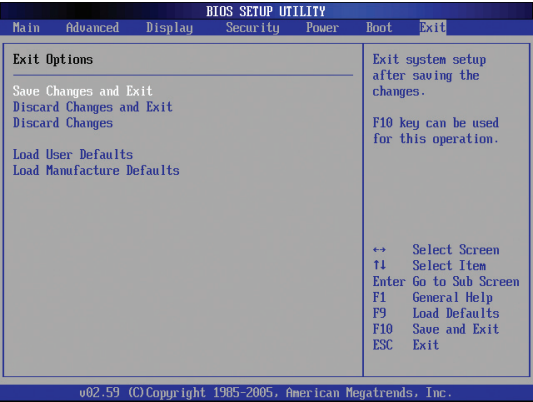 BIOS SETUP UTILITY
Main Advanced Display Security Power Boot Exit
Exit Options
Save Changes and Exit
Discard Changes and Exit
Discard Changes
Load User Defaults
Load Manufacture Defaults
Exit system setup
after saving the
changes.
F10 key can be used
for this operation.
↔ Select Screen
↑↓ Select Item
Enter Go to Sub Screen
F1 General Help
F9 Load Defaults
F10 Save and Exit
ESC Exit
v02.59 (C)Copyright 1985-2005, American Megatrends, Inc.